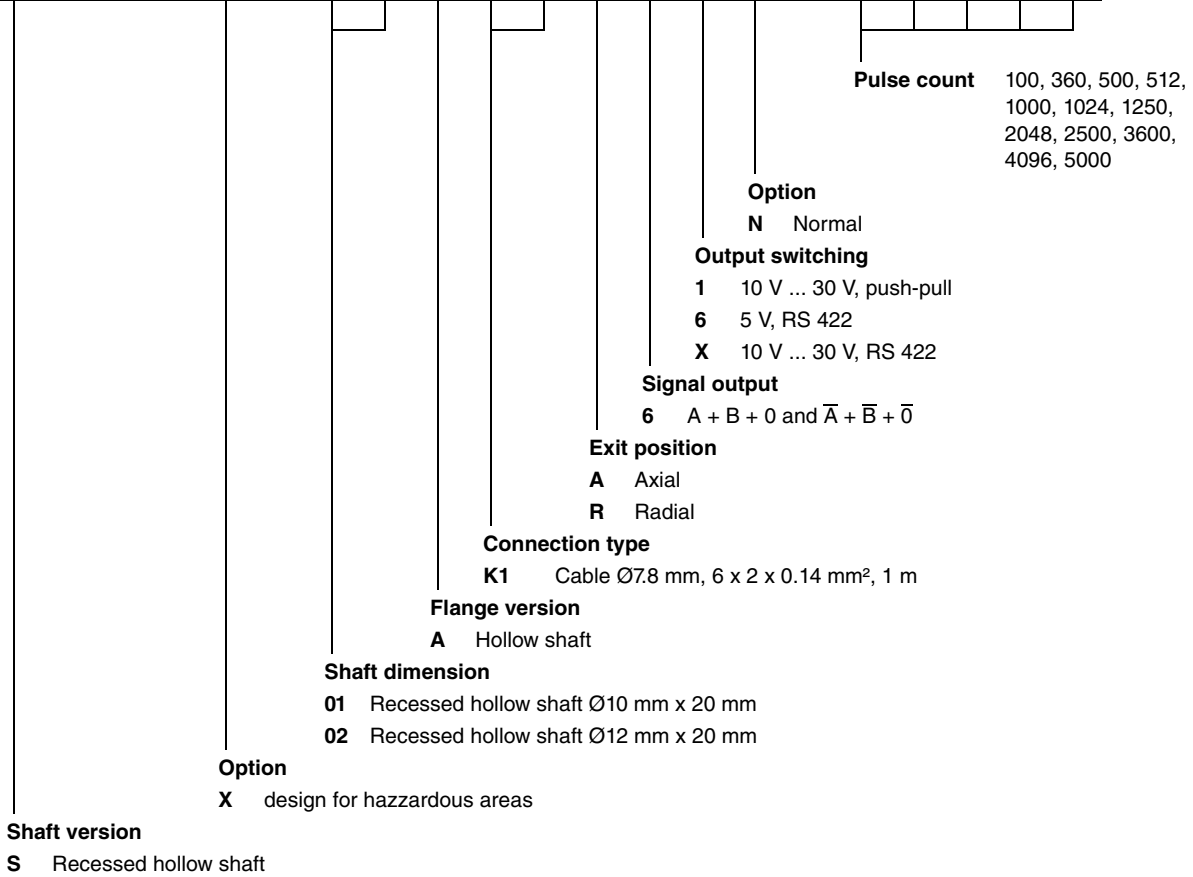 Pulse count 100, 360, 500, 512,
1000, 1024, 1250,
2048, 2500, 3600,
4096, 5000
Option
N Normal
Output switching
1 10 V ... 30 V, push-pull
6 5 V, RS 422
X 10 V ... 30 V, RS 422
Signal output
6 A + B + 0 and A̅ + B̅ + 0̅
Exit position
A Axial
R Radial
Connection type
K1 Cable Ø7.8 mm, 6 x 2 x 0.14 mm², 1 m
Flange version
A Hollow shaft
Shaft dimension
01 Recessed hollow shaft Ø10 mm x 20 mm
02 Recessed hollow shaft Ø12 mm x 20 mm
Option
X design for hazzardous areas
Shaft version
S Recessed hollow shaft